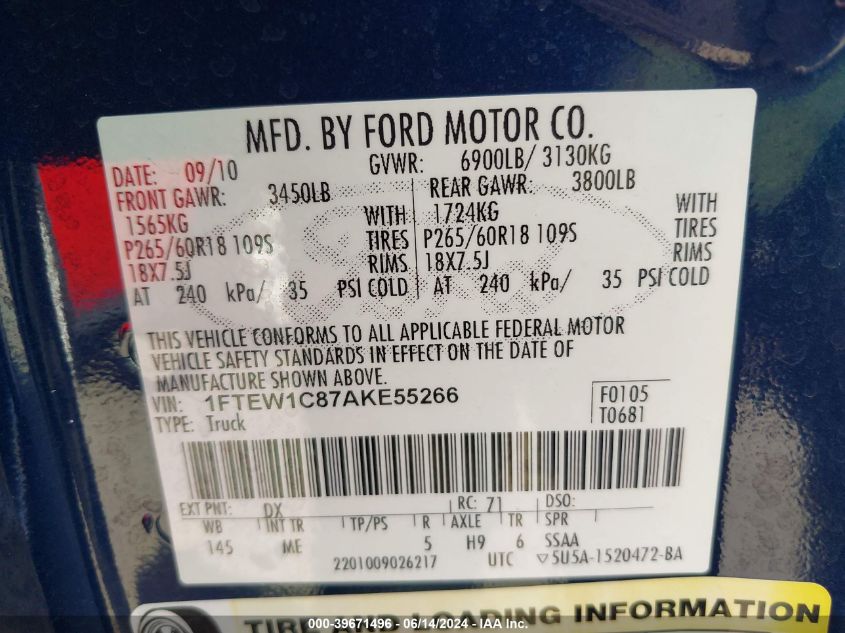 MFD. BY FORD MOTOR CO.
DATE: 09/10 GVWR: 6900LB/ 3130KG
FRONT GAWR: 3450LB REAR GAWR: 3800LB
1565KG WITH 1724KG WITH
P265/60R18 109S TIRES P265/60R18 109S TIRES
18X7.5J RIMS 18X7.5J RIMS
AT 240 kPa/ 35 PSI COLD AT 240 kPa/ 35 PSI COLD
THIS VEHICLE CONFORMS TO ALL APPLICABLE FEDERAL MOTOR
VEHICLE SAFETY STANDARDS IN EFFECT ON THE DATE OF
MANUFACTURE SHOWN ABOVE.
VIN: 1FTEW1C87AKE55266 F0105
TYPE: Truck T0681
EXT PNT: DX RC: 71 DSO:
WB INT TR TP/PS R AXLE TR SPR
145 ME 5 H9 6 SSAA
2201009026217 UTC ▽5U5A-1520472-BA
TIRE AND LOADING INFORMATION
000-39671496 - 06/14/2024 - IAA Inc.